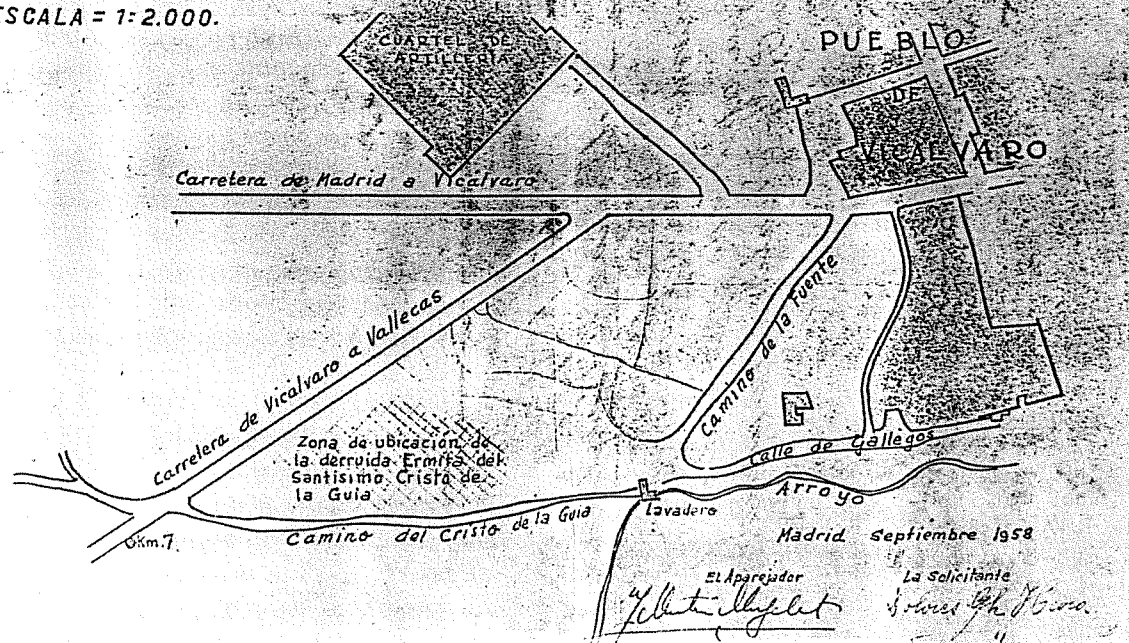 ESCALA = 1:2.000.
CUARTEL DE
ARTILLERIA
PUEBLO
DE
VICALVARO
Carretera de Madrid a Vicalvaro
Carretera de Vicalvaro a Vallecas
Camino de la Fuente
Zona de ubicación de
la derruida Ermita del
Santisimo Cristo de
la Guia
Calle de Gallegos
Arroyo
Lavadero
Camino del Cristo de la Guia
Km.7.
Madrid Septiembre 1958
El Aparejador
La Solicitante